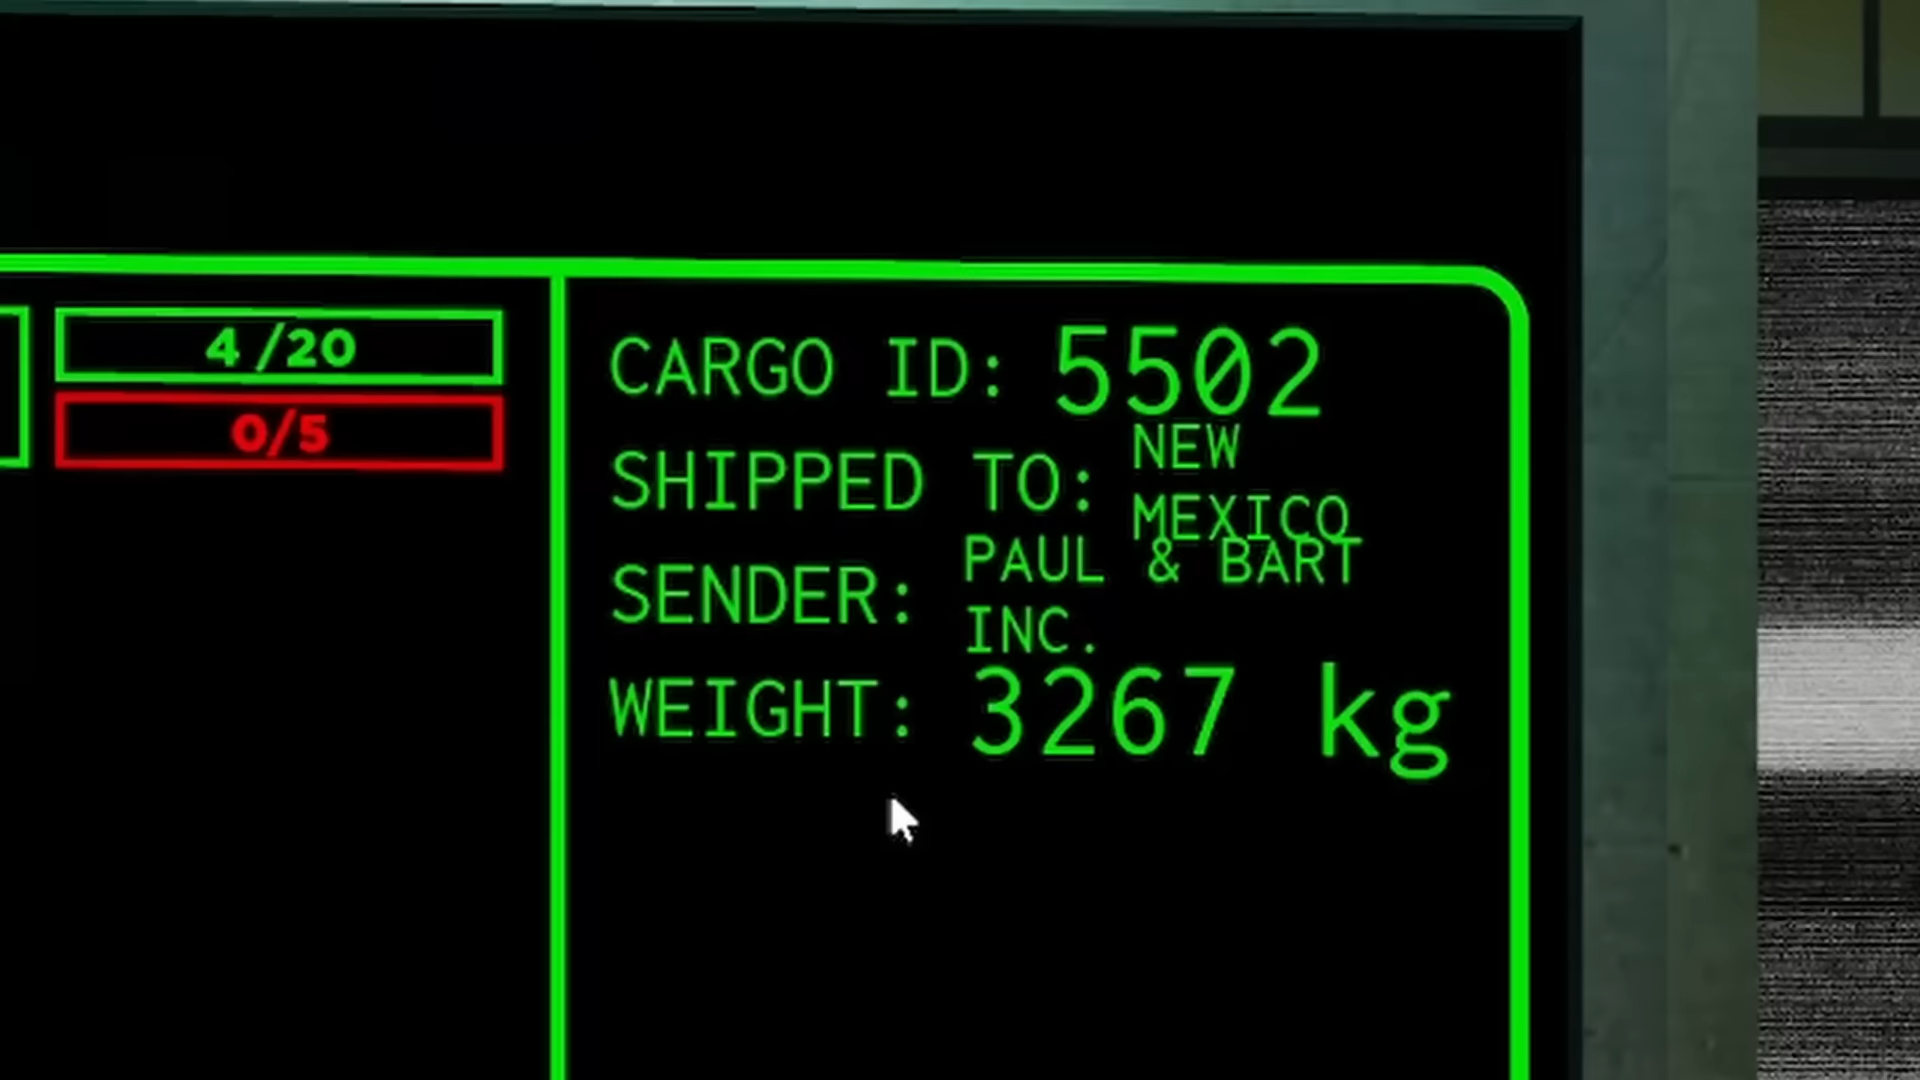 4 /20
0/5
CARGO ID: 5502
SHIPPED TO: NEW
MEXICO
SENDER: PAUL & BART
INC.
WEIGHT: 3267 kg